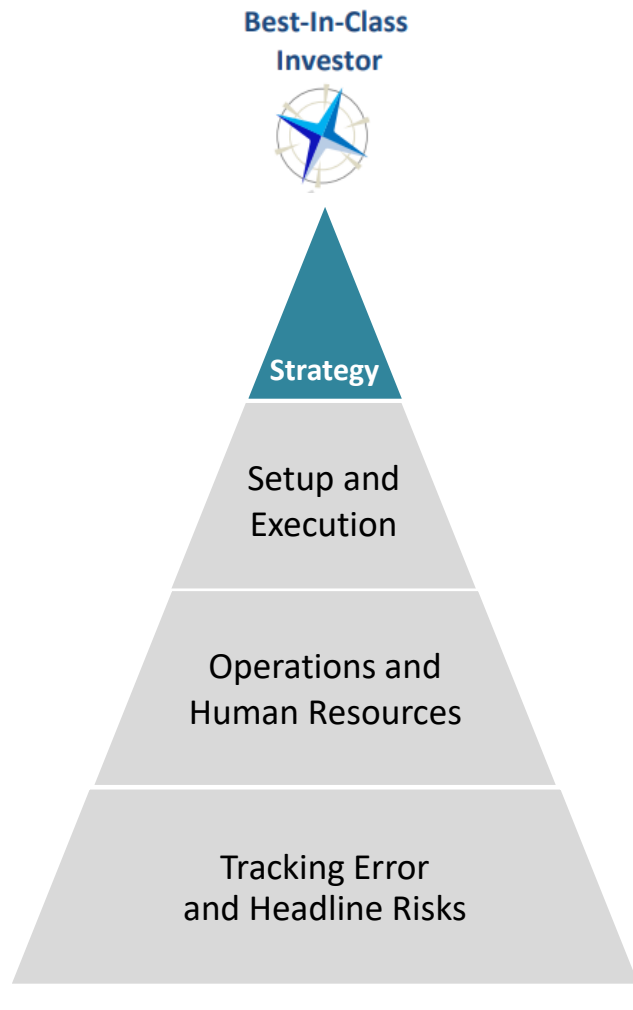 Best-In-Class
Investor
Strategy
Setup and
Execution
Operations and
Human Resources
Tracking Error
and Headline Risks